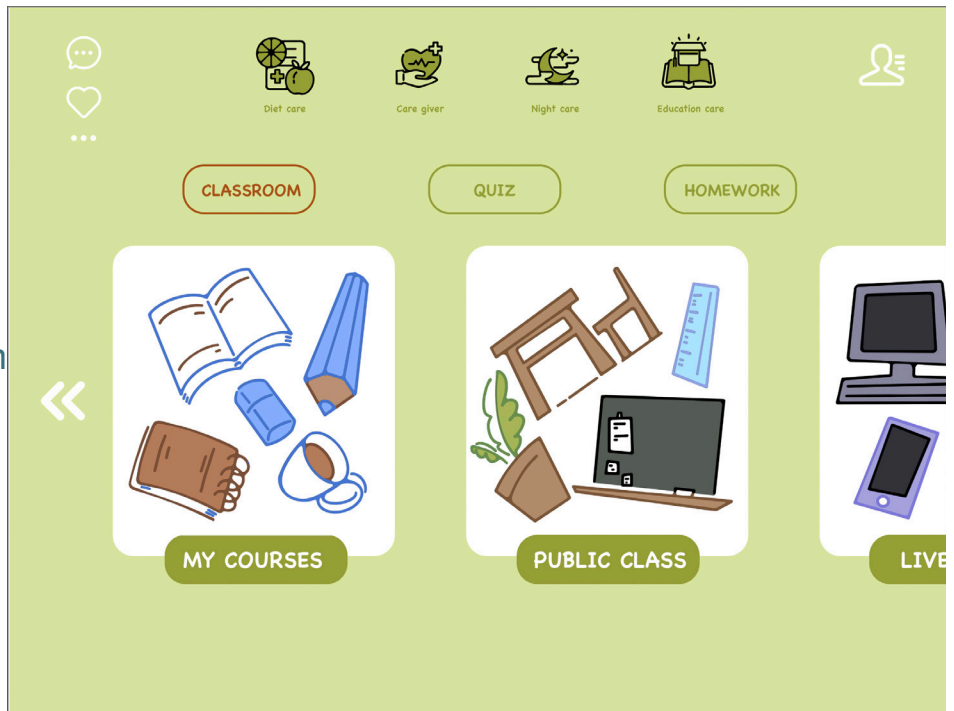 Diet care
Care giver
Night care
Education care
CLASSROOM
QUIZ
HOMEWORK
MY COURSES
PUBLIC CLASS
LIVE